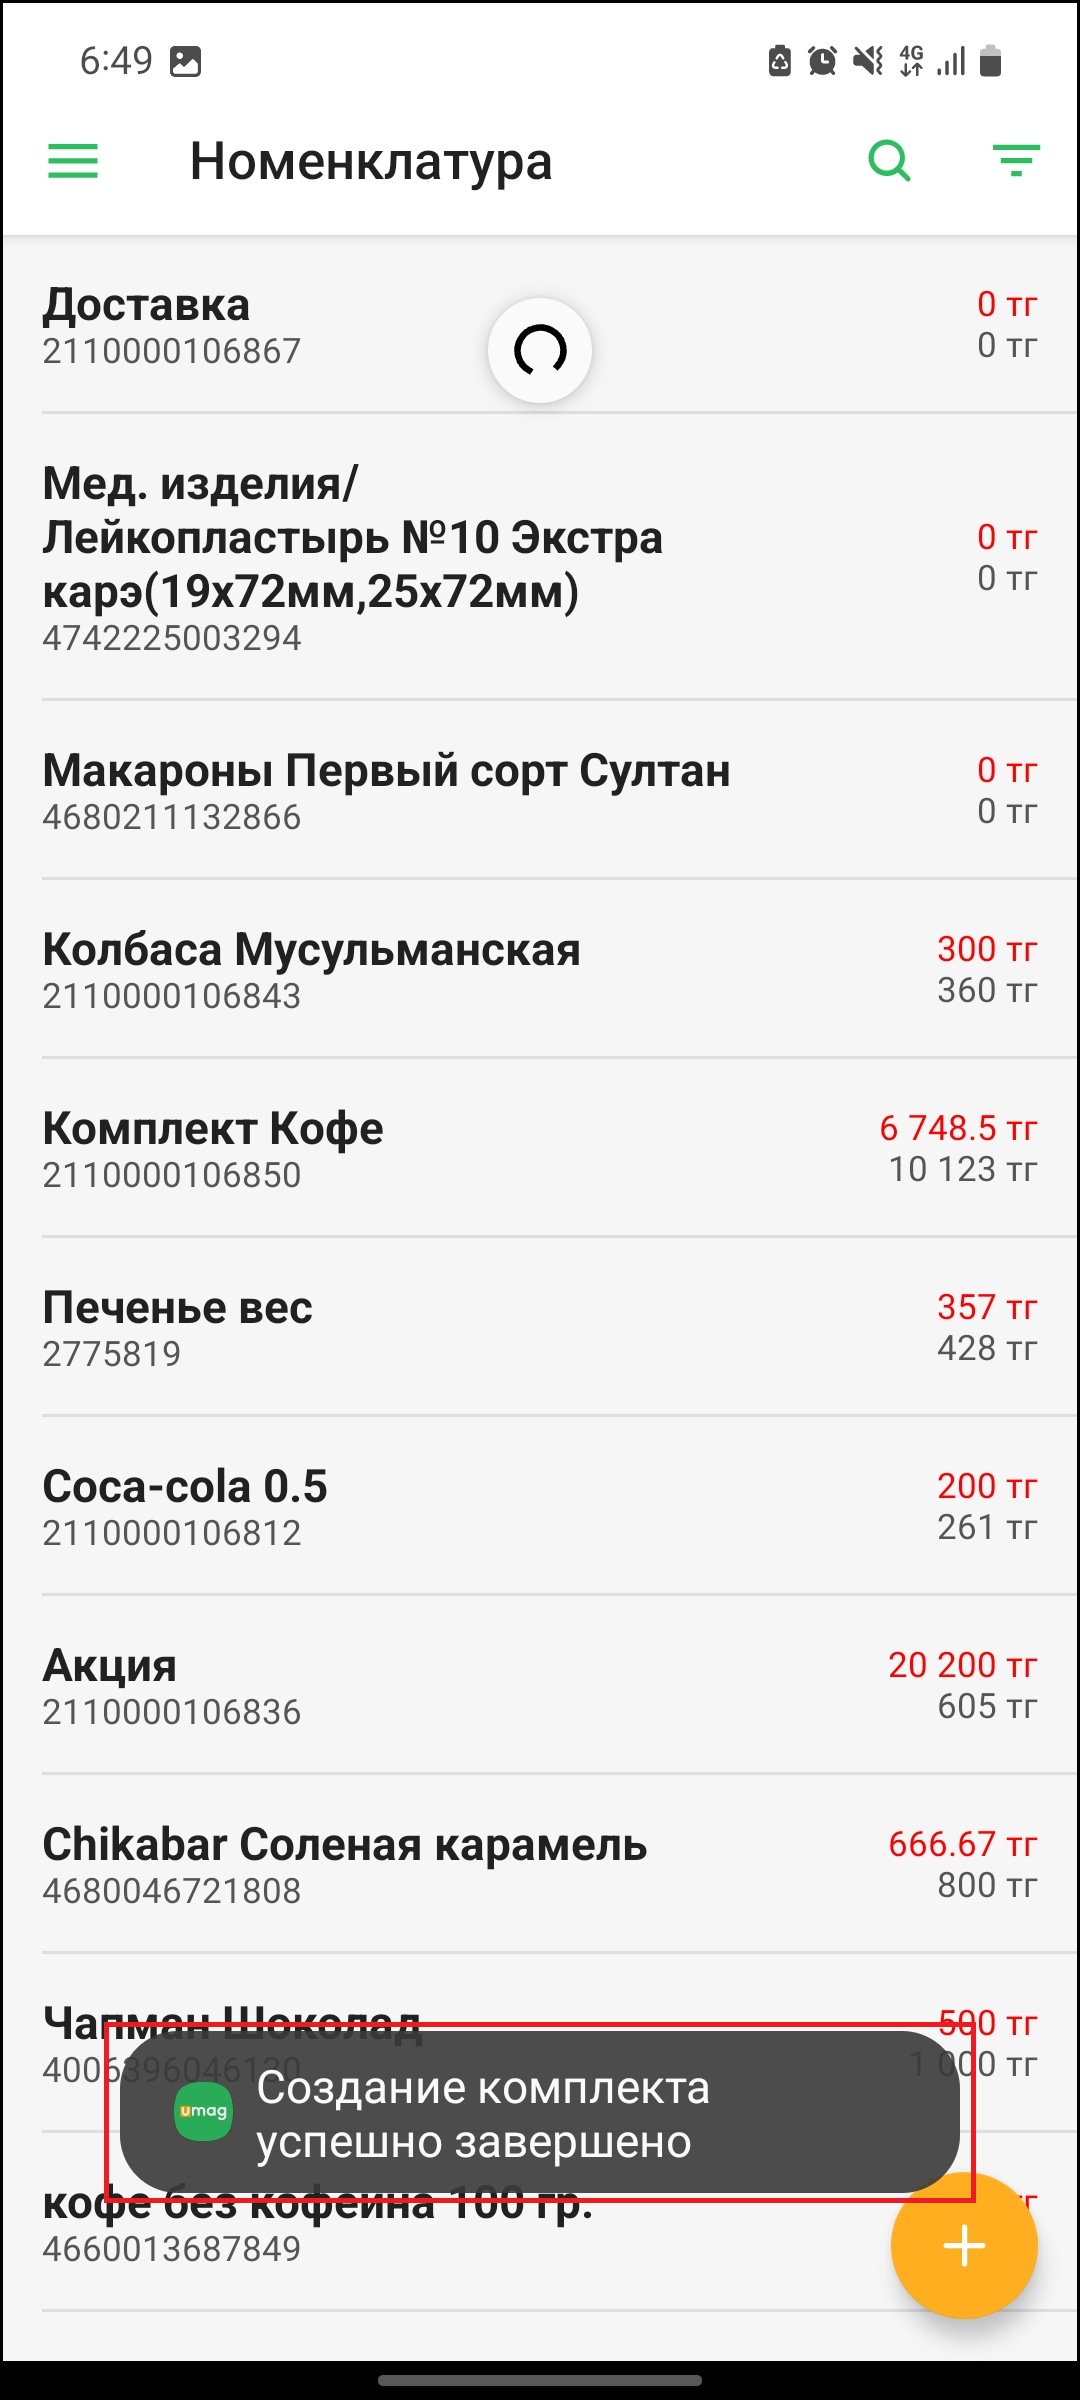 6:49
4G
Номенклатура
Доставка
0 тг
2110000106867
0 тг
Мед. изделия/
Лейкопластырь №10 Экстра
0 тг
карэ(19х72мм,25х72мм)
0 тг
4742225003294
Макароны Первый сорт Султан
0 тг
4680211132866
0 тг
Колбаса Мусульманская
300 тг
2110000106843
360 тг
Комплект Кофе
6 748.5 тг
2110000106850
10 123 тг
Печенье вес
357 тг
2775819
428 тг
Coca-cola 0.5
200 тг
2110000106812
261 тг
Акция
20 200 тг
2110000106836
605 тг
Chikabar Соленая карамель
666.67 тг
4680046721808
800 тг
Чапман Шоколад
500 тг
4006396046130
1 000 тг
umag
Создание комплекта
успешно завершено
кофе без кофеина 100 гр.
4660013687849